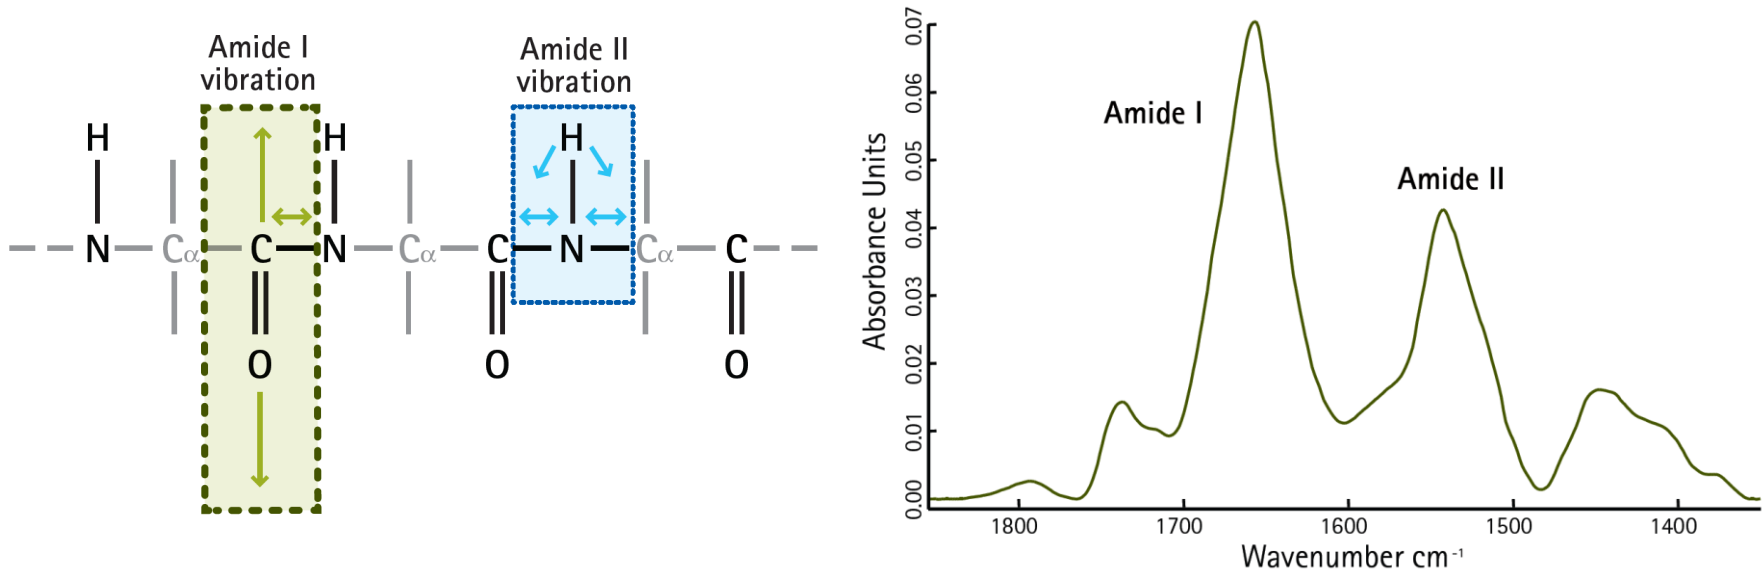 Amide I
vibration
Amide II
vibration
H
H
H
N
Cα
C
N
Cα
C
N
Cα
C
O
O
O
Amide I
Amide II
Absorbance Units
0.07
0.06
0.05
0.04
0.03
0.02
0.01
0.00
1800
1700
1600
1500
1400
Wavenumber cm⁻¹